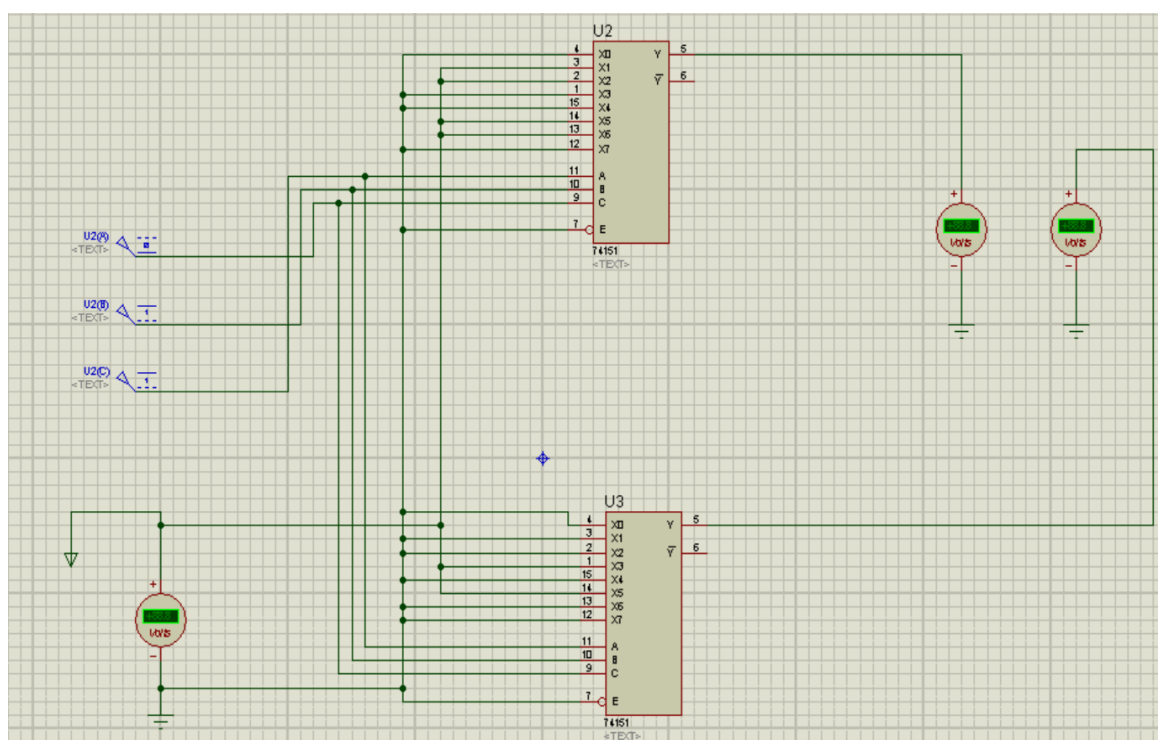 U2
4 X0 Y 5
3 X1
2 X2 Y 6
1 X3
15 X4
14 X5
13 X6
12 X7
11 A
10 B
9 C
7 E
74151
<TEXT>
U2(A)
<TEXT>
0
U2(B)
<TEXT>
1
U2(C)
<TEXT>
1
+
Volts
−
+
Volts
−
U3
4 X0 Y 5
3 X1
2 X2 Y 6
1 X3
15 X4
14 X5
13 X6
12 X7
11 A
10 B
9 C
7 E
74151
<TEXT>
+
Volts
−